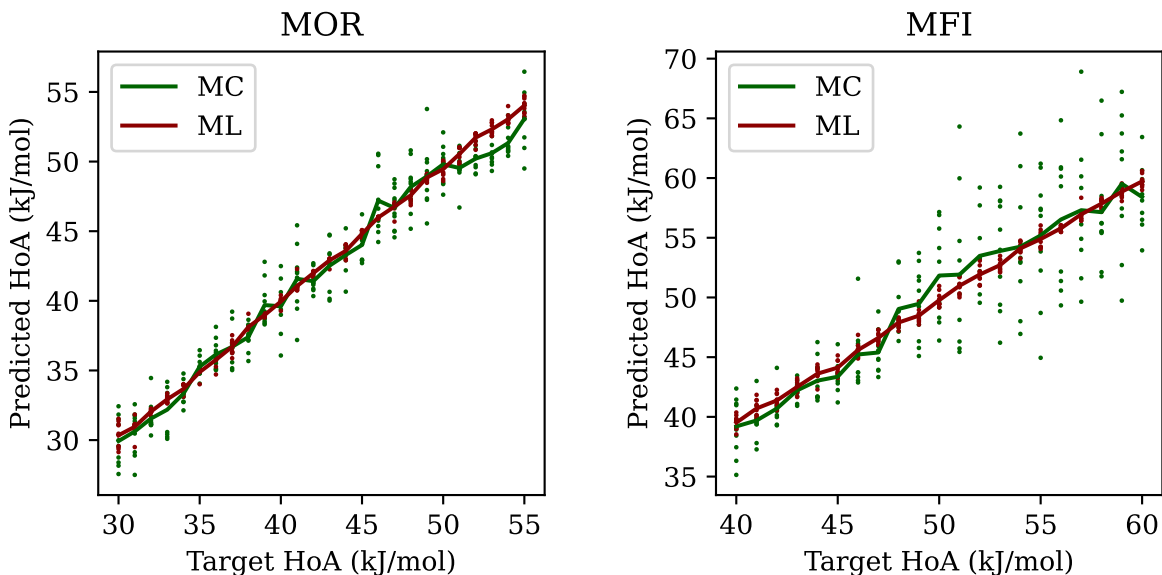 MOR
MC
ML
Predicted HoA (kJ/mol)
55
50
45
40
35
30
30 35 40 45 50 55
Target HoA (kJ/mol)
MFI
MC
ML
Predicted HoA (kJ/mol)
70
65
60
55
50
45
40
35
40 45 50 55 60
Target HoA (kJ/mol)